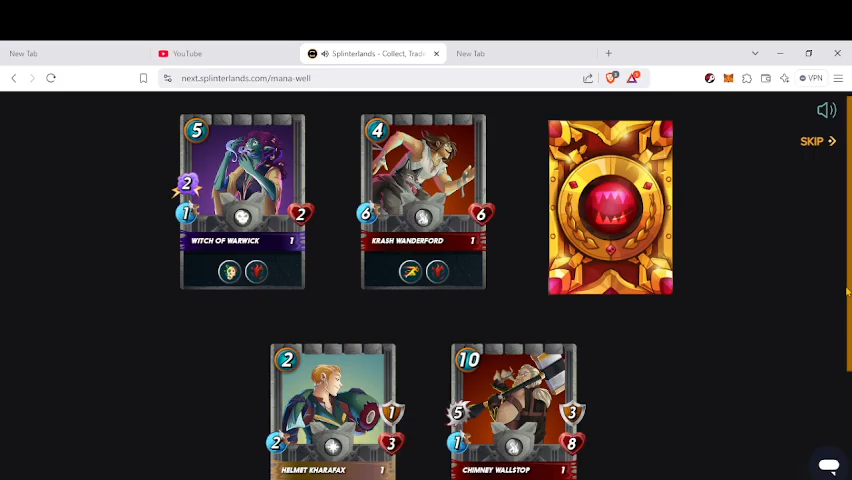 New Tab
YouTube
Splinterlands - Collect, Trade
New Tab
next.splinterlands.com/mana-well
VPN
SKIP
5
2
1
2
WITCH OF WARWICK 1
4
6
6
KRASH WANDERFORD 1
2
1
2
3
HELMET KHARAFAX 1
10
5
3
1
8
CHIMNEY WALLSTOP 1